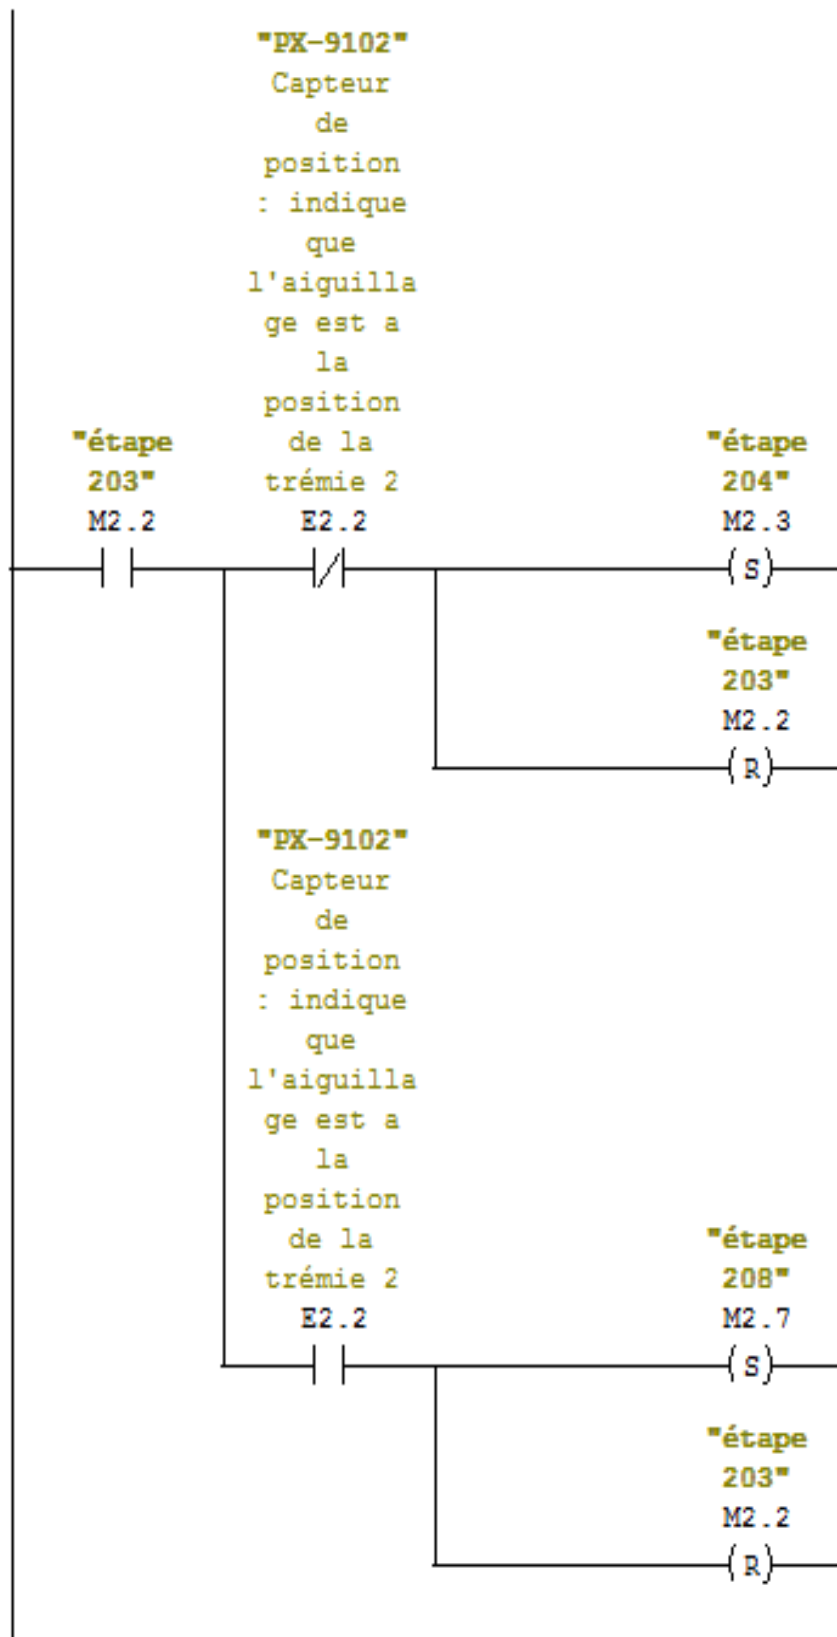 "PX-9102"
Capteur
de
position
: indique
que
l'aiguilla
ge est a
la
position
de la
trémie 2
E2.2
"étape
203"
M2.2
"étape
204"
M2.3
(S)
"étape
203"
M2.2
(R)
"PX-9102"
Capteur
de
position
: indique
que
l'aiguilla
ge est a
la
position
de la
trémie 2
E2.2
"étape
208"
M2.7
(S)
"étape
203"
M2.2
(R)